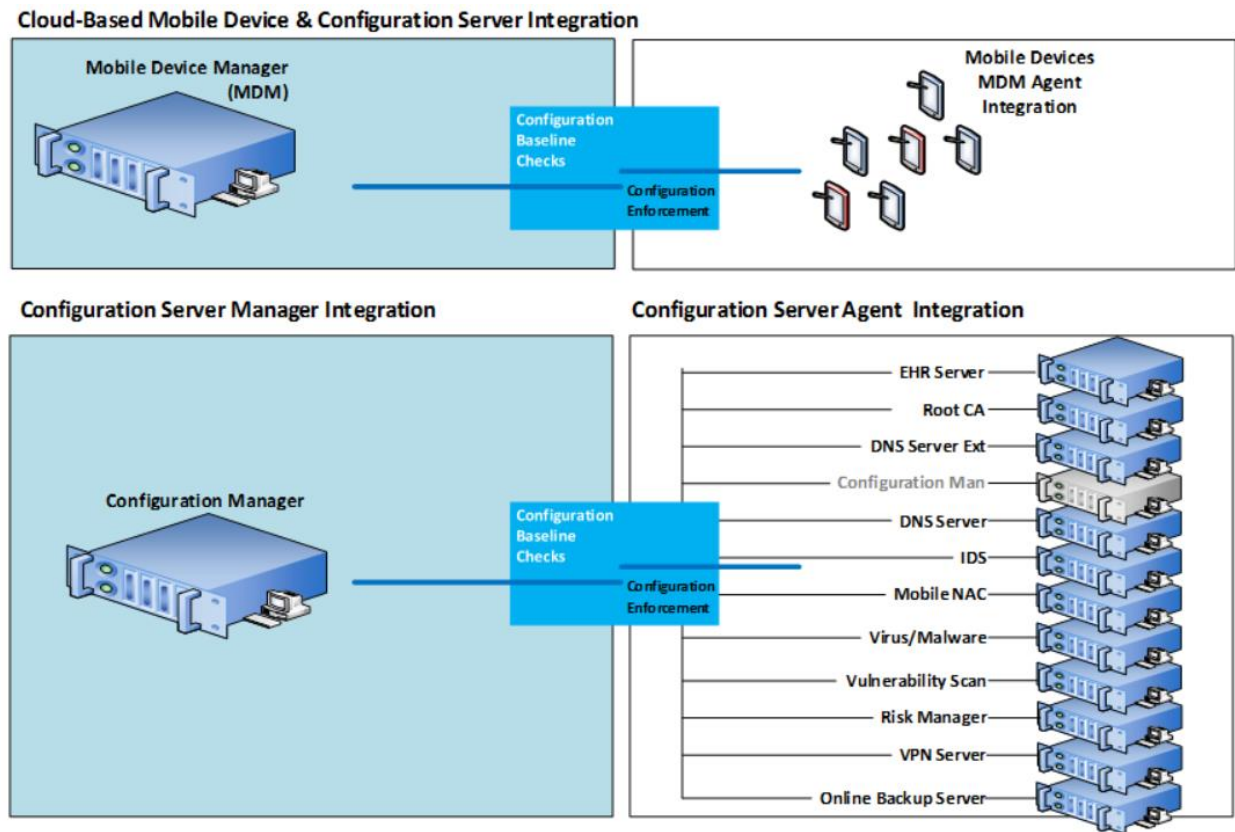 Cloud-Based Mobile Device & Configuration Server Integration
Mobile Device Manager
(MDM)
Configuration
Baseline
Checks
Configuration
Enforcement
Mobile Devices
MDM Agent
Integration
Configuration Server Manager Integration
Configuration Manager
Configuration
Baseline
Checks
Configuration
Enforcement
Configuration Server Agent Integration
EHR Server
Root CA
DNS Server Ext
Configuration Man
DNS Server
IDS
Mobile NAC
Virus/Malware
Vulnerability Scan
Risk Manager
VPN Server
Online Backup Server